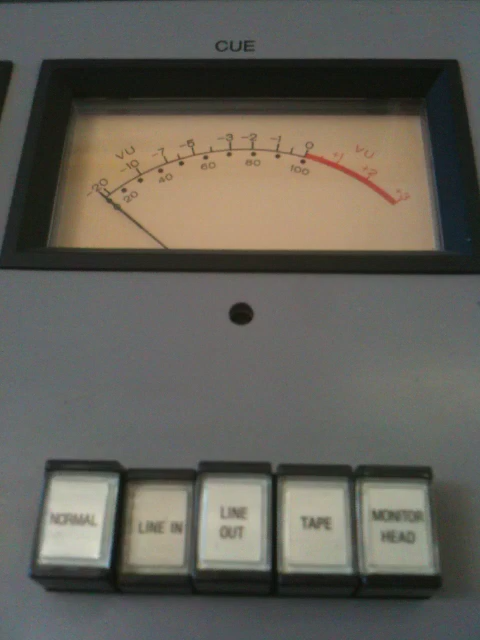 CUE
VU VU
-20 -10 -7 -5 -3 -2 -1 0 +1 +2 +3
20 40 60 80 100
NORMAL
LINE IN
LINE
OUT
TAPE
MONITOR
HEAD